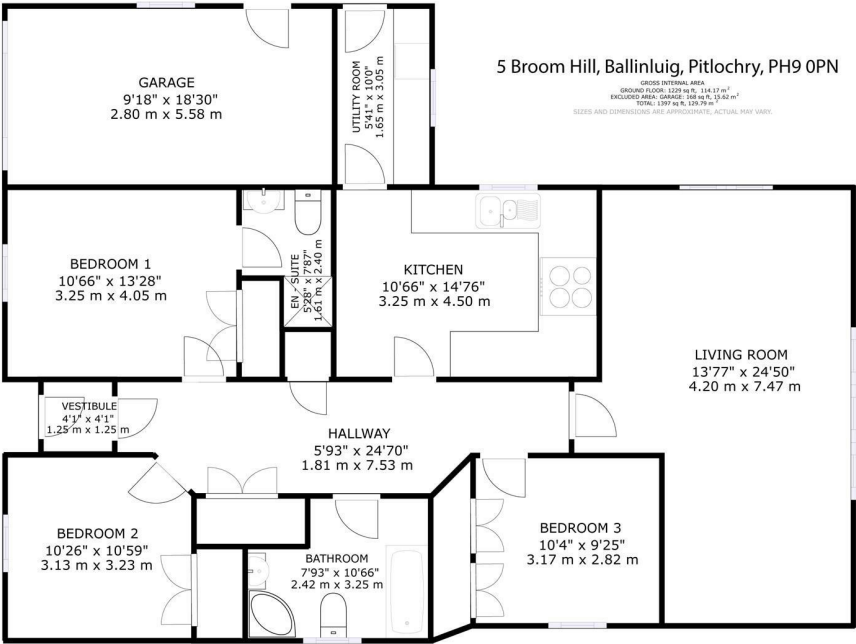 5 Broom Hill, Ballinluig, Pitlochry, PH9 0PN
GROSS INTERNAL AREA
GROUND FLOOR: 1229 sq ft, 114.17 m²
EXCLUDED AREA: GARAGE: 168 sq ft, 15.62 m²
TOTAL: 1397 sq ft, 129.79 m²
SIZES AND DIMENSIONS ARE APPROXIMATE, ACTUAL MAY VARY.
GARAGE
9'18" x 18'30"
2.80 m x 5.58 m
UTILITY ROOM
5'41" x 10'0"
1.65 m x 3.05 m
BEDROOM 1
10'66" x 13'28"
3.25 m x 4.05 m
EN - SUITE
5'28" x 7'87"
1.61 m x 2.40 m
KITCHEN
10'66" x 14'76"
3.25 m x 4.50 m
LIVING ROOM
13'77" x 24'50"
4.20 m x 7.47 m
VESTIBULE
4'1" x 4'1"
1.25 m x 1.25 m
HALLWAY
5'93" x 24'70"
1.81 m x 7.53 m
BEDROOM 2
10'26" x 10'59"
3.13 m x 3.23 m
BATHROOM
7'93" x 10'66"
2.42 m x 3.25 m
BEDROOM 3
10'4" x 9'25"
3.17 m x 2.82 m